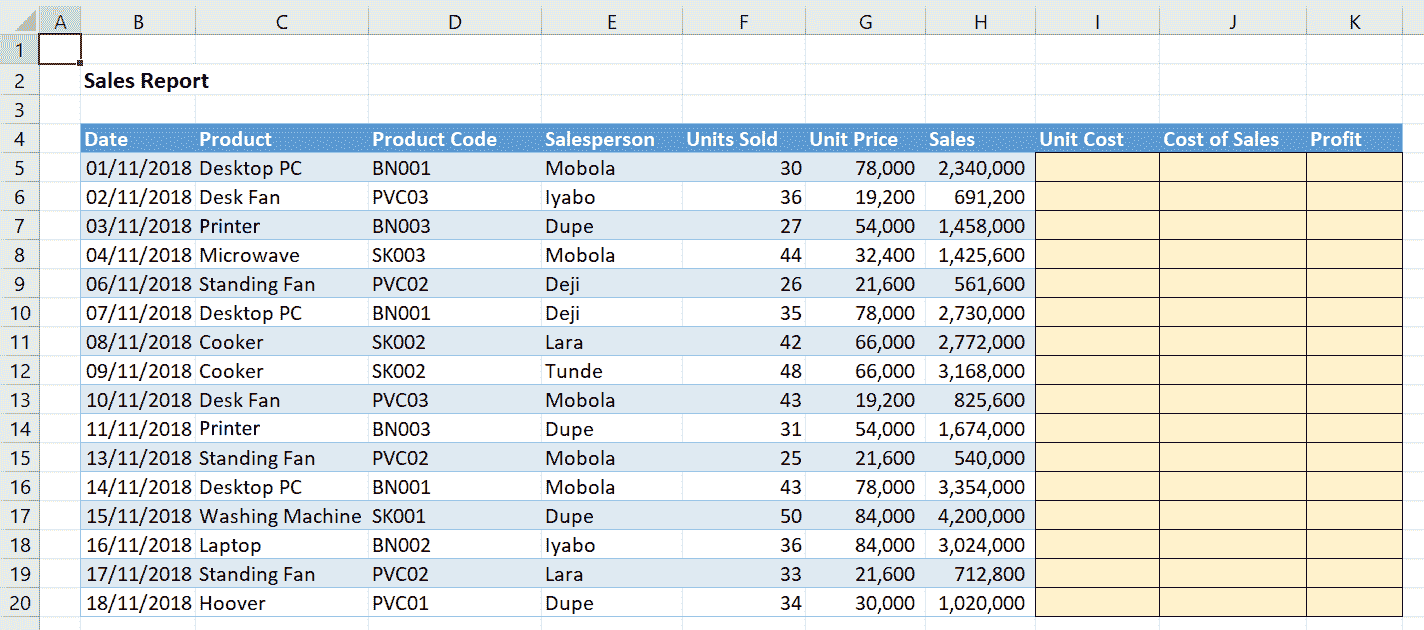 A B C D E F G H I J K
1
2 Sales Report
3
4 Date Product Product Code Salesperson Units Sold Unit Price Sales Unit Cost Cost of Sales Profit
5 01/11/2018 Desktop PC BN001 Mobola 30 78,000 2,340,000
6 02/11/2018 Desk Fan PVC03 Iyabo 36 19,200 691,200
7 03/11/2018 Printer BN003 Dupe 27 54,000 1,458,000
8 04/11/2018 Microwave SK003 Mobola 44 32,400 1,425,600
9 06/11/2018 Standing Fan PVC02 Deji 26 21,600 561,600
10 07/11/2018 Desktop PC BN001 Deji 35 78,000 2,730,000
11 08/11/2018 Cooker SK002 Lara 42 66,000 2,772,000
12 09/11/2018 Cooker SK002 Tunde 48 66,000 3,168,000
13 10/11/2018 Desk Fan PVC03 Mobola 43 19,200 825,600
14 11/11/2018 Printer BN003 Dupe 31 54,000 1,674,000
15 13/11/2018 Standing Fan PVC02 Mobola 25 21,600 540,000
16 14/11/2018 Desktop PC BN001 Mobola 43 78,000 3,354,000
17 15/11/2018 Washing Machine SK001 Dupe 50 84,000 4,200,000
18 16/11/2018 Laptop BN002 Iyabo 36 84,000 3,024,000
19 17/11/2018 Standing Fan PVC02 Lara 33 21,600 712,800
20 18/11/2018 Hoover PVC01 Dupe 34 30,000 1,020,000